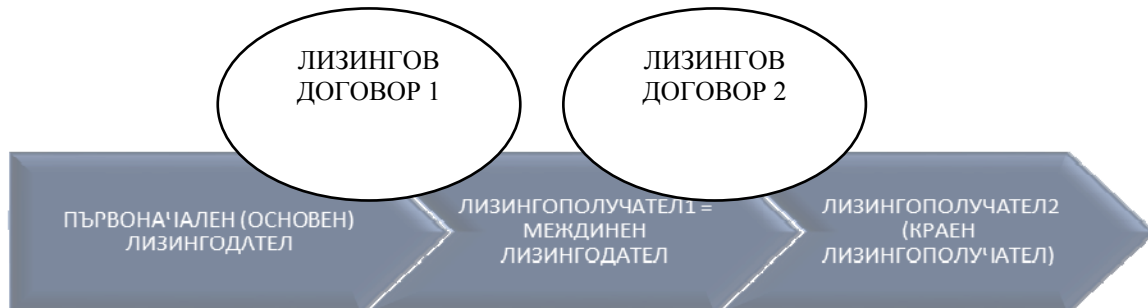 ЛИЗИНГОВ
ДОГОВОР 1
ЛИЗИНГОВ
ДОГОВОР 2
ПЪРВОНАЧАЛЕН (ОСНОВЕН)
ЛИЗИНГОДАТЕЛ
ЛИЗИНГОПОЛУЧАТЕЛ1 =
МЕЖДИНЕН
ЛИЗИНГОДАТЕЛ
ЛИЗИНГОПОЛУЧАТЕЛ2
(КРАЕН
ЛИЗИНГОПОЛУЧАТЕЛ)